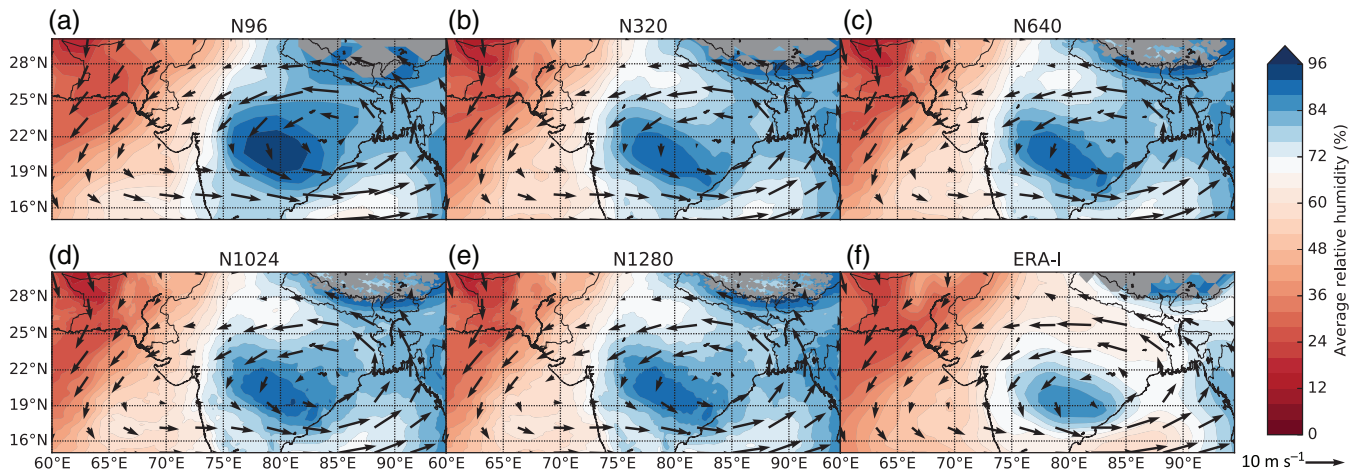 (a) N96
(b) N320
(c) N640
28°N
25°N
22°N
19°N
16°N
(d) N1024
(e) N1280
(f) ERA-I
28°N
25°N
22°N
19°N
16°N
60°E 65°E 70°E 75°E 80°E 85°E 90°E
60°E 65°E 70°E 75°E 80°E 85°E 90°E
60°E 65°E 70°E 75°E 80°E 85°E 90°E
96
84
72
60
48
36
24
12
0
Average relative humidity (%)
10 m s⁻¹